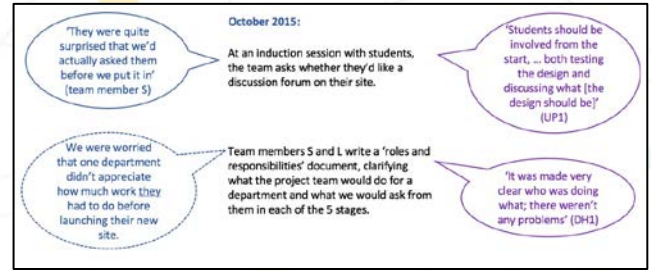 October 2015:
'They were quite
surprised that we'd
actually asked them
before we put it in'
(team member S)
At an induction session with students,
the team asks whether they'd like a
discussion forum on their site.
'Students should be
involved from the
start, ... both testing
the design and
discussing what [the
design should be]'
(UP1)
We were worried
that one department
didn't appreciate
how much work they
had to do before
launching their new
site.
Team members S and L write a 'roles and
responsibilities' document, clarifying
what the project team would do for a
department and what we would ask from
them in each of the 5 stages.
'It was made very
clear who was doing
what; there weren't
any problems' (DH1)